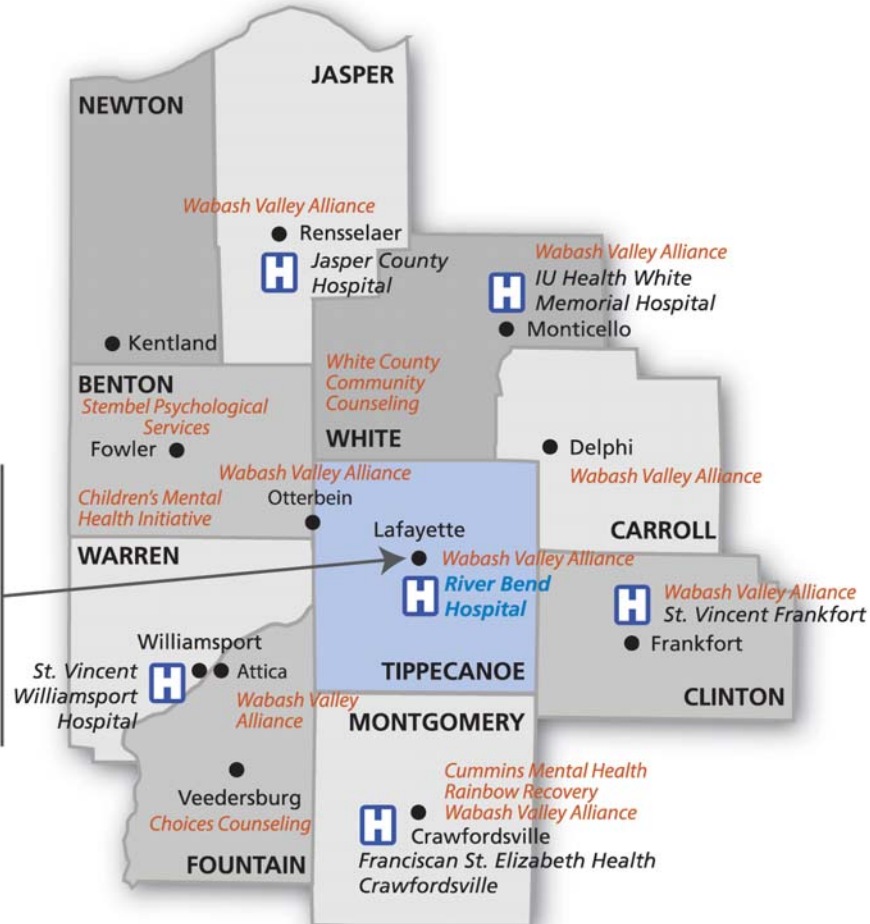 JASPER
NEWTON
Wabash Valley Alliance
Rensselaer
H
Jasper County
Hospital
Wabash Valley Alliance
H
IU Health White
Memorial Hospital
Monticello
Kentland
White County
Community
Counseling
WHITE
BENTON
Stembel Psychological
Services
Fowler
Delphi
Wabash Valley Alliance
CARROLL
Wabash Valley Alliance
Otterbein
Children's Mental
Health Initiative
WARREN
Lafayette
Wabash Valley Alliance
H
River Bend
Hospital
TIPPECANOE
H
Wabash Valley Alliance
St. Vincent Frankfort
Frankfort
CLINTON
Williamsport
St. Vincent
Williamsport
Hospital
H
Attica
Wabash Valley
Alliance
MONTGOMERY
Veedersburg
Choices Counseling
FOUNTAIN
Cummins Mental Health
Rainbow Recovery
Wabash Valley Alliance
H
Crawfordsville
Franciscan St. Elizabeth Health
Crawfordsville